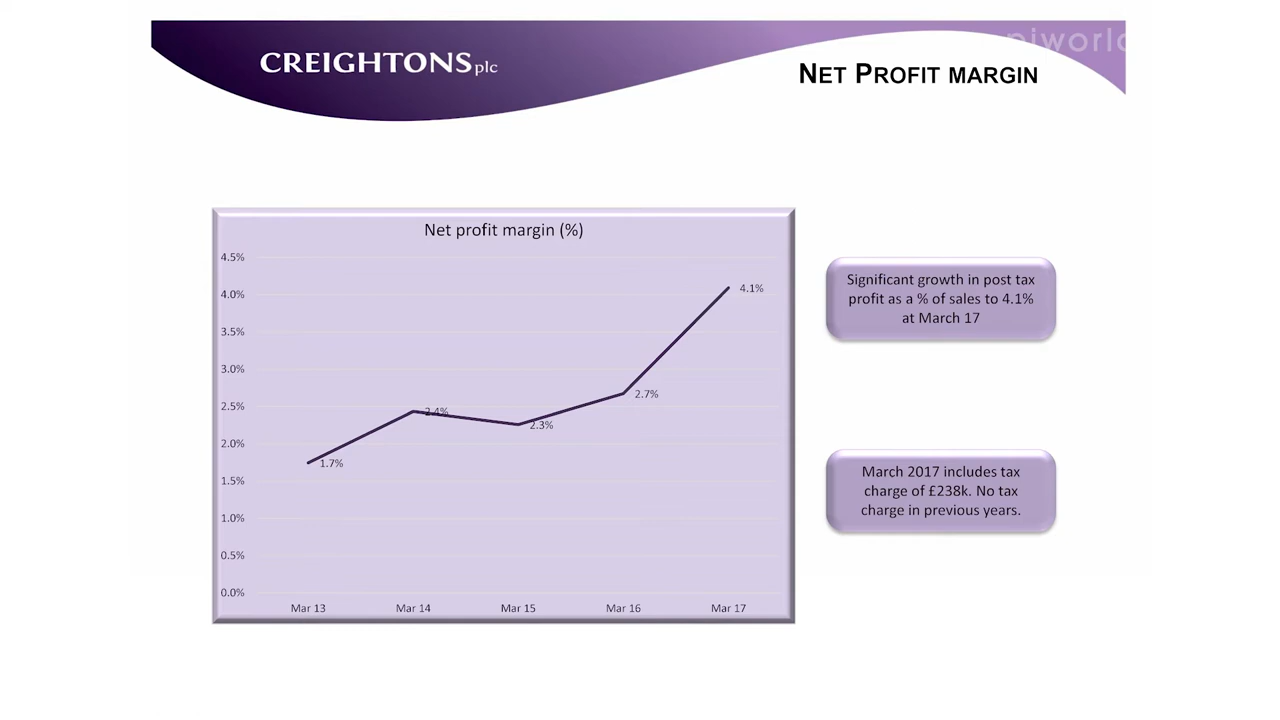 piworld
CREIGHTONS plc
NET PROFIT MARGIN
Net profit margin (%)
4.5%
4.0%
3.5%
3.0%
2.5%
2.0%
1.5%
1.0%
0.5%
0.0%
1.7%
2.4%
2.3%
2.7%
4.1%
Mar 13 Mar 14 Mar 15 Mar 16 Mar 17
Significant growth in post tax
profit as a % of sales to 4.1%
at March 17
March 2017 includes tax
charge of £238k. No tax
charge in previous years.